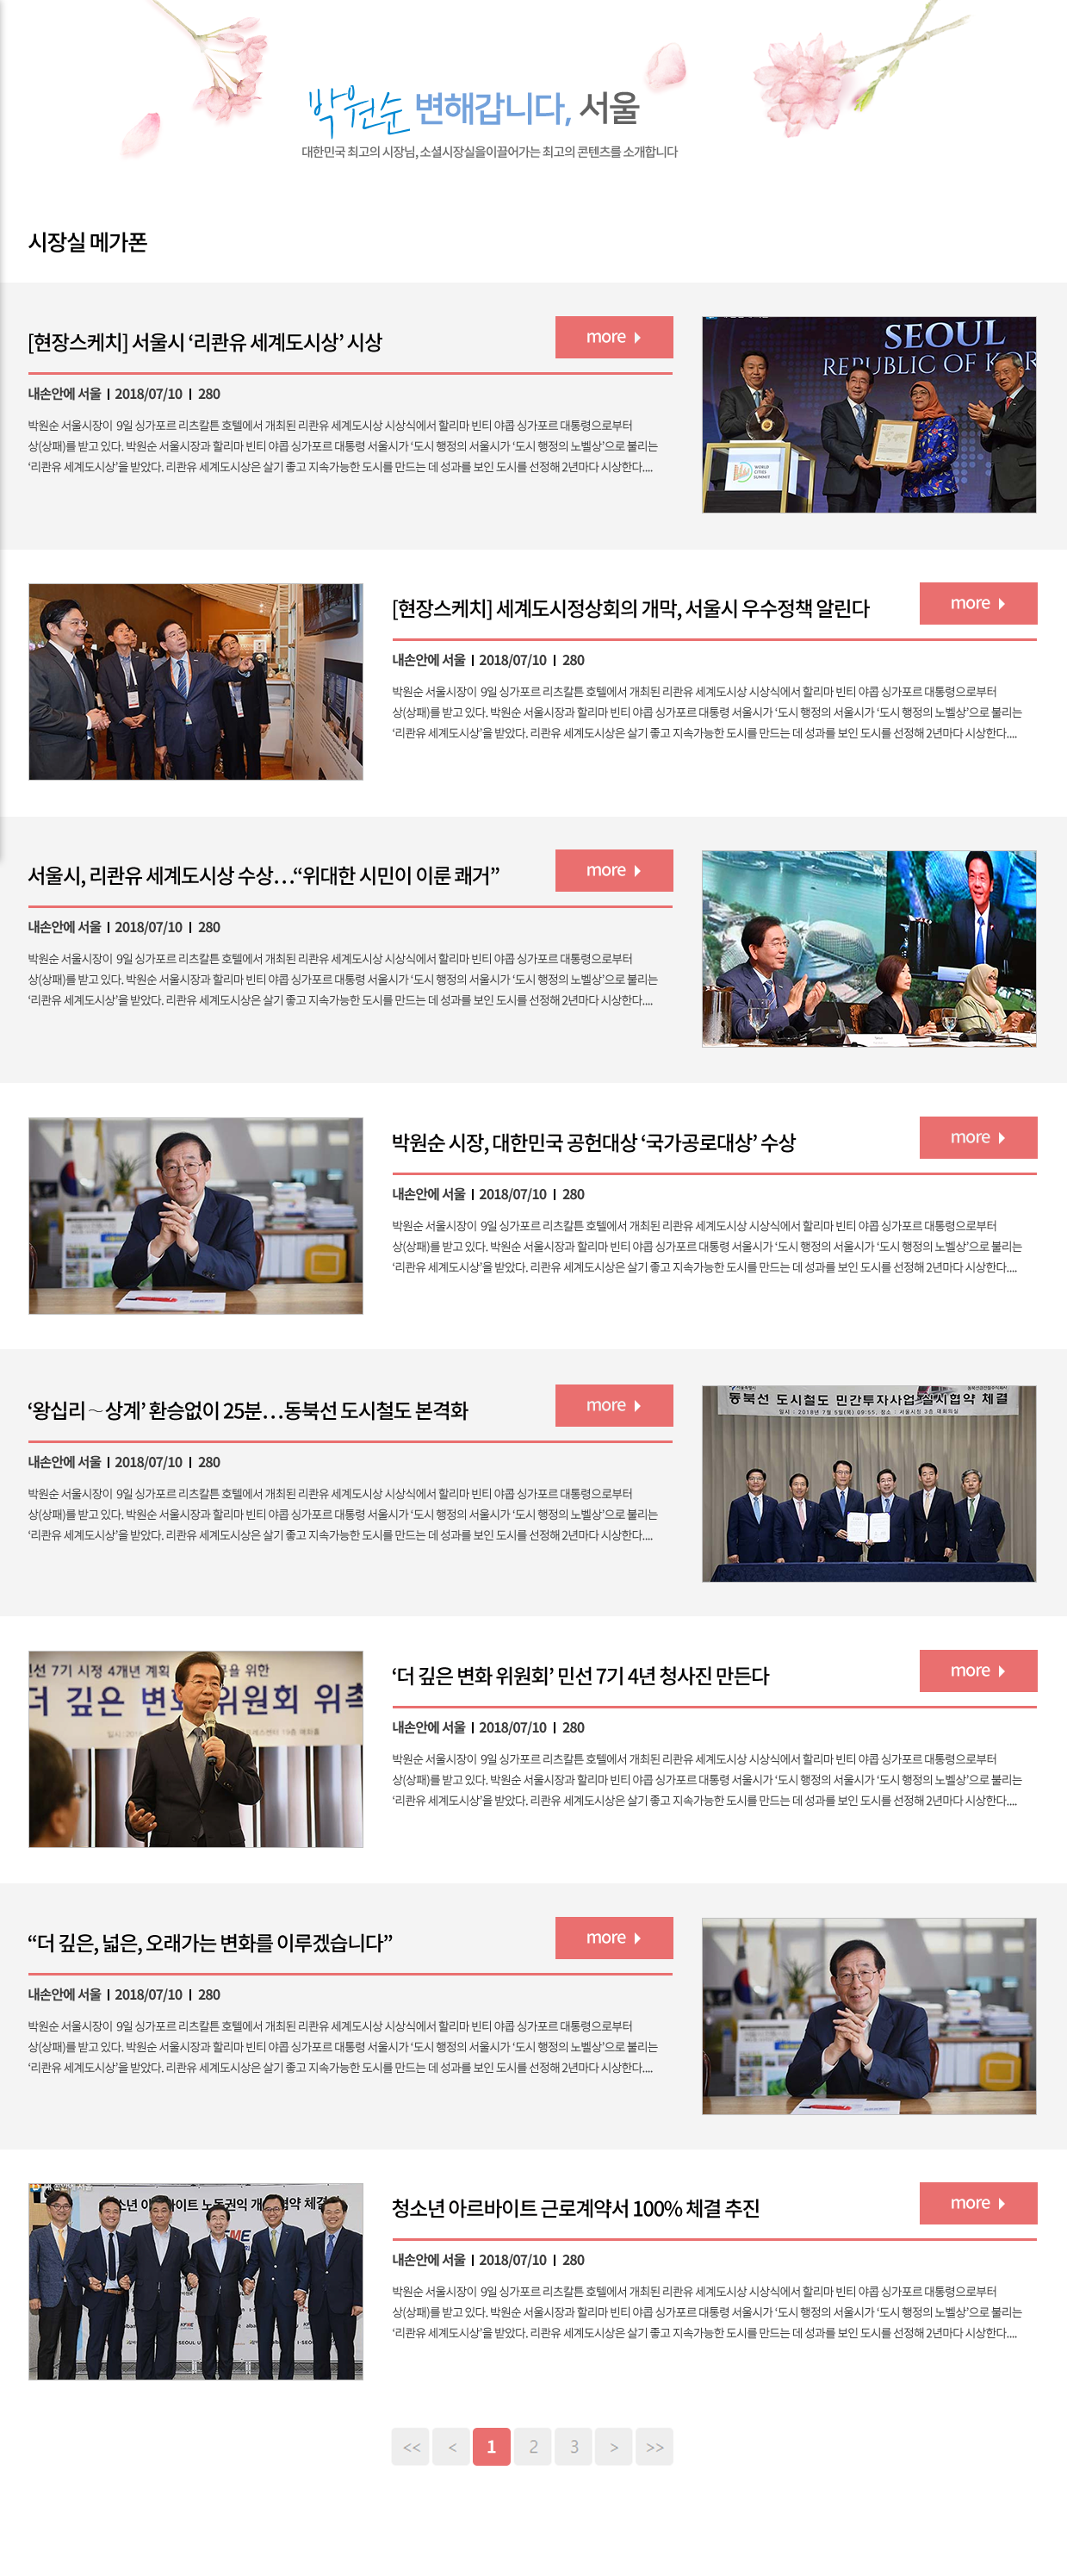 박원순 변해갑니다, 서울
대한민국 최고의 시장님, 소셜시장실을이끌어가는 최고의 콘텐츠를 소개합니다
시장실 메가폰
[현장스케치] 서울시 ‘리콴유 세계도시상’ 시상
more
내손안에 서울 | 2018/07/10 | 280
박원순 서울시장이 9일 싱가포르 리츠칼튼 호텔에서 개최된 리콴유 세계도시상 시상식에서 할리마 빈티 야콥 싱가포르 대통령으로부터
상(상패)를 받고 있다. 박원순 서울시장과 할리마 빈티 야콥 싱가포르 대통령 서울시가 ‘도시 행정의 서울시가 ‘도시 행정의 노벨상’으로 불리는
‘리콴유 세계도시상’을 받았다. 리콴유 세계도시상은 살기 좋고 지속가능한 도시를 만드는 데 성과를 보인 도시를 선정해 2년마다 시상한다....
SEOUL
REPUBLIC OF KOR
WORLD
CITIES
SUMMIT
[현장스케치] 세계도시정상회의 개막, 서울시 우수정책 알린다
more
내손안에 서울 | 2018/07/10 | 280
박원순 서울시장이 9일 싱가포르 리츠칼튼 호텔에서 개최된 리콴유 세계도시상 시상식에서 할리마 빈티 야콥 싱가포르 대통령으로부터
상(상패)를 받고 있다. 박원순 서울시장과 할리마 빈티 야콥 싱가포르 대통령 서울시가 ‘도시 행정의 서울시가 ‘도시 행정의 노벨상’으로 불리는
‘리콴유 세계도시상’을 받았다. 리콴유 세계도시상은 살기 좋고 지속가능한 도시를 만드는 데 성과를 보인 도시를 선정해 2년마다 시상한다....
서울시, 리콴유 세계도시상 수상…“위대한 시민이 이룬 쾌거”
more
내손안에 서울 | 2018/07/10 | 280
박원순 서울시장이 9일 싱가포르 리츠칼튼 호텔에서 개최된 리콴유 세계도시상 시상식에서 할리마 빈티 야콥 싱가포르 대통령으로부터
상(상패)를 받고 있다. 박원순 서울시장과 할리마 빈티 야콥 싱가포르 대통령 서울시가 ‘도시 행정의 서울시가 ‘도시 행정의 노벨상’으로 불리는
‘리콴유 세계도시상’을 받았다. 리콴유 세계도시상은 살기 좋고 지속가능한 도시를 만드는 데 성과를 보인 도시를 선정해 2년마다 시상한다....
박원순 시장, 대한민국 공헌대상 ‘국가공로대상’ 수상
more
내손안에 서울 | 2018/07/10 | 280
박원순 서울시장이 9일 싱가포르 리츠칼튼 호텔에서 개최된 리콴유 세계도시상 시상식에서 할리마 빈티 야콥 싱가포르 대통령으로부터
상(상패)를 받고 있다. 박원순 서울시장과 할리마 빈티 야콥 싱가포르 대통령 서울시가 ‘도시 행정의 서울시가 ‘도시 행정의 노벨상’으로 불리는
‘리콴유 세계도시상’을 받았다. 리콴유 세계도시상은 살기 좋고 지속가능한 도시를 만드는 데 성과를 보인 도시를 선정해 2년마다 시상한다....
‘왕십리~상계’ 환승없이 25분…동북선 도시철도 본격화
more
내손안에 서울 | 2018/07/10 | 280
박원순 서울시장이 9일 싱가포르 리츠칼튼 호텔에서 개최된 리콴유 세계도시상 시상식에서 할리마 빈티 야콥 싱가포르 대통령으로부터
상(상패)를 받고 있다. 박원순 서울시장과 할리마 빈티 야콥 싱가포르 대통령 서울시가 ‘도시 행정의 서울시가 ‘도시 행정의 노벨상’으로 불리는
‘리콴유 세계도시상’을 받았다. 리콴유 세계도시상은 살기 좋고 지속가능한 도시를 만드는 데 성과를 보인 도시를 선정해 2년마다 시상한다....
동북선 도시철도 민간투자사업 실시협약 체결
일시 : 2018년 7월 5일(목) 09:55, 장소 : 서울시청 3층 대회의실
‘더 깊은 변화 위원회’ 민선 7기 4년 청사진 만든다
more
내손안에 서울 | 2018/07/10 | 280
박원순 서울시장이 9일 싱가포르 리츠칼튼 호텔에서 개최된 리콴유 세계도시상 시상식에서 할리마 빈티 야콥 싱가포르 대통령으로부터
상(상패)를 받고 있다. 박원순 서울시장과 할리마 빈티 야콥 싱가포르 대통령 서울시가 ‘도시 행정의 서울시가 ‘도시 행정의 노벨상’으로 불리는
‘리콴유 세계도시상’을 받았다. 리콴유 세계도시상은 살기 좋고 지속가능한 도시를 만드는 데 성과를 보인 도시를 선정해 2년마다 시상한다....
선 7기 시정 4개년 계획 을 위한
더 깊은 변화 위원회 위촉
“더 깊은, 넓은, 오래가는 변화를 이루겠습니다”
more
내손안에 서울 | 2018/07/10 | 280
박원순 서울시장이 9일 싱가포르 리츠칼튼 호텔에서 개최된 리콴유 세계도시상 시상식에서 할리마 빈티 야콥 싱가포르 대통령으로부터
상(상패)를 받고 있다. 박원순 서울시장과 할리마 빈티 야콥 싱가포르 대통령 서울시가 ‘도시 행정의 서울시가 ‘도시 행정의 노벨상’으로 불리는
‘리콴유 세계도시상’을 받았다. 리콴유 세계도시상은 살기 좋고 지속가능한 도시를 만드는 데 성과를 보인 도시를 선정해 2년마다 시상한다....
청소년 아르바이트 근로계약서 100% 체결 추진
more
내손안에 서울 | 2018/07/10 | 280
박원순 서울시장이 9일 싱가포르 리츠칼튼 호텔에서 개최된 리콴유 세계도시상 시상식에서 할리마 빈티 야콥 싱가포르 대통령으로부터
상(상패)를 받고 있다. 박원순 서울시장과 할리마 빈티 야콥 싱가포르 대통령 서울시가 ‘도시 행정의 서울시가 ‘도시 행정의 노벨상’으로 불리는
‘리콴유 세계도시상’을 받았다. 리콴유 세계도시상은 살기 좋고 지속가능한 도시를 만드는 데 성과를 보인 도시를 선정해 2년마다 시상한다....
<< < 1 2 3 > >>